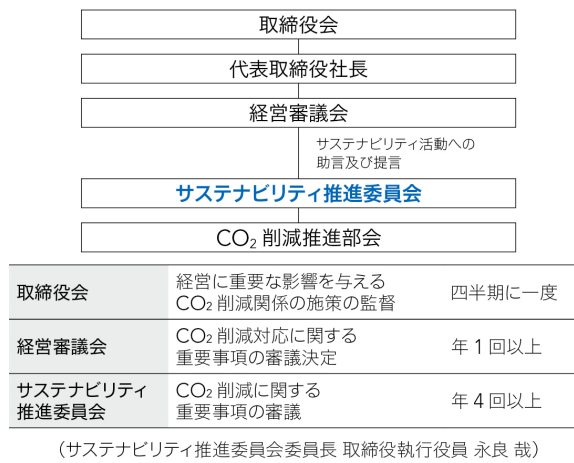 取締役会
代表取締役社長
経営審議会
サステナビリティ活動への
助言及び提言
サステナビリティ推進委員会
CO₂ 削減推進部会
取締役会
経営に重要な影響を与える
CO₂ 削減関係の施策の監督
四半期に一度
経営審議会
CO₂ 削減対応に関する
重要事項の審議決定
年 1 回以上
サステナビリティ
推進委員会
CO₂ 削減に関する
重要事項の審議
年 4 回以上
（サステナビリティ推進委員会委員長 取締役執行役員 永良 哉）